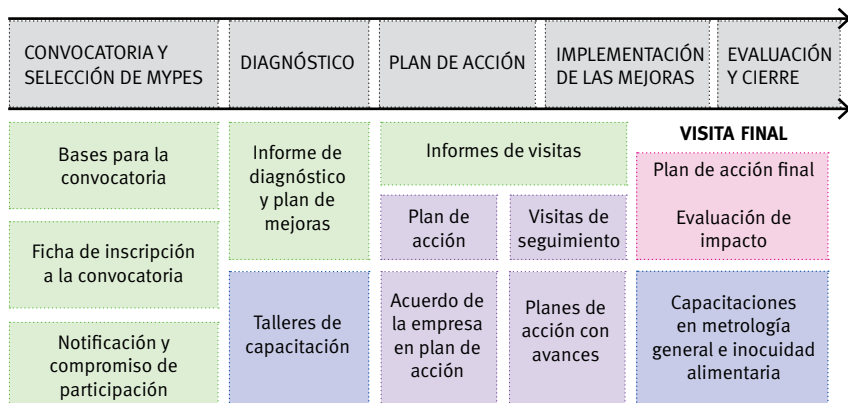 CONVOCATORIA Y
SELECCIÓN DE MYPES
DIAGNÓSTICO
PLAN DE ACCIÓN
IMPLEMENTACIÓN
DE LAS MEJORAS
EVALUACIÓN
Y CIERRE
Bases para la
convocatoria
Ficha de inscripción
a la convocatoria
Notificación y
compromiso de
participación
Informe de
diagnóstico
y plan de
mejoras
Talleres de
capacitación
Informes de visitas
Plan de
acción
Visitas de
seguimiento
Acuerdo de
la empresa
en plan de
acción
Planes de
acción con
avances
VISITA FINAL
Plan de acción final
Evaluación de
impacto
Capacitaciones
en metrología
general e inocuidad
alimentaria